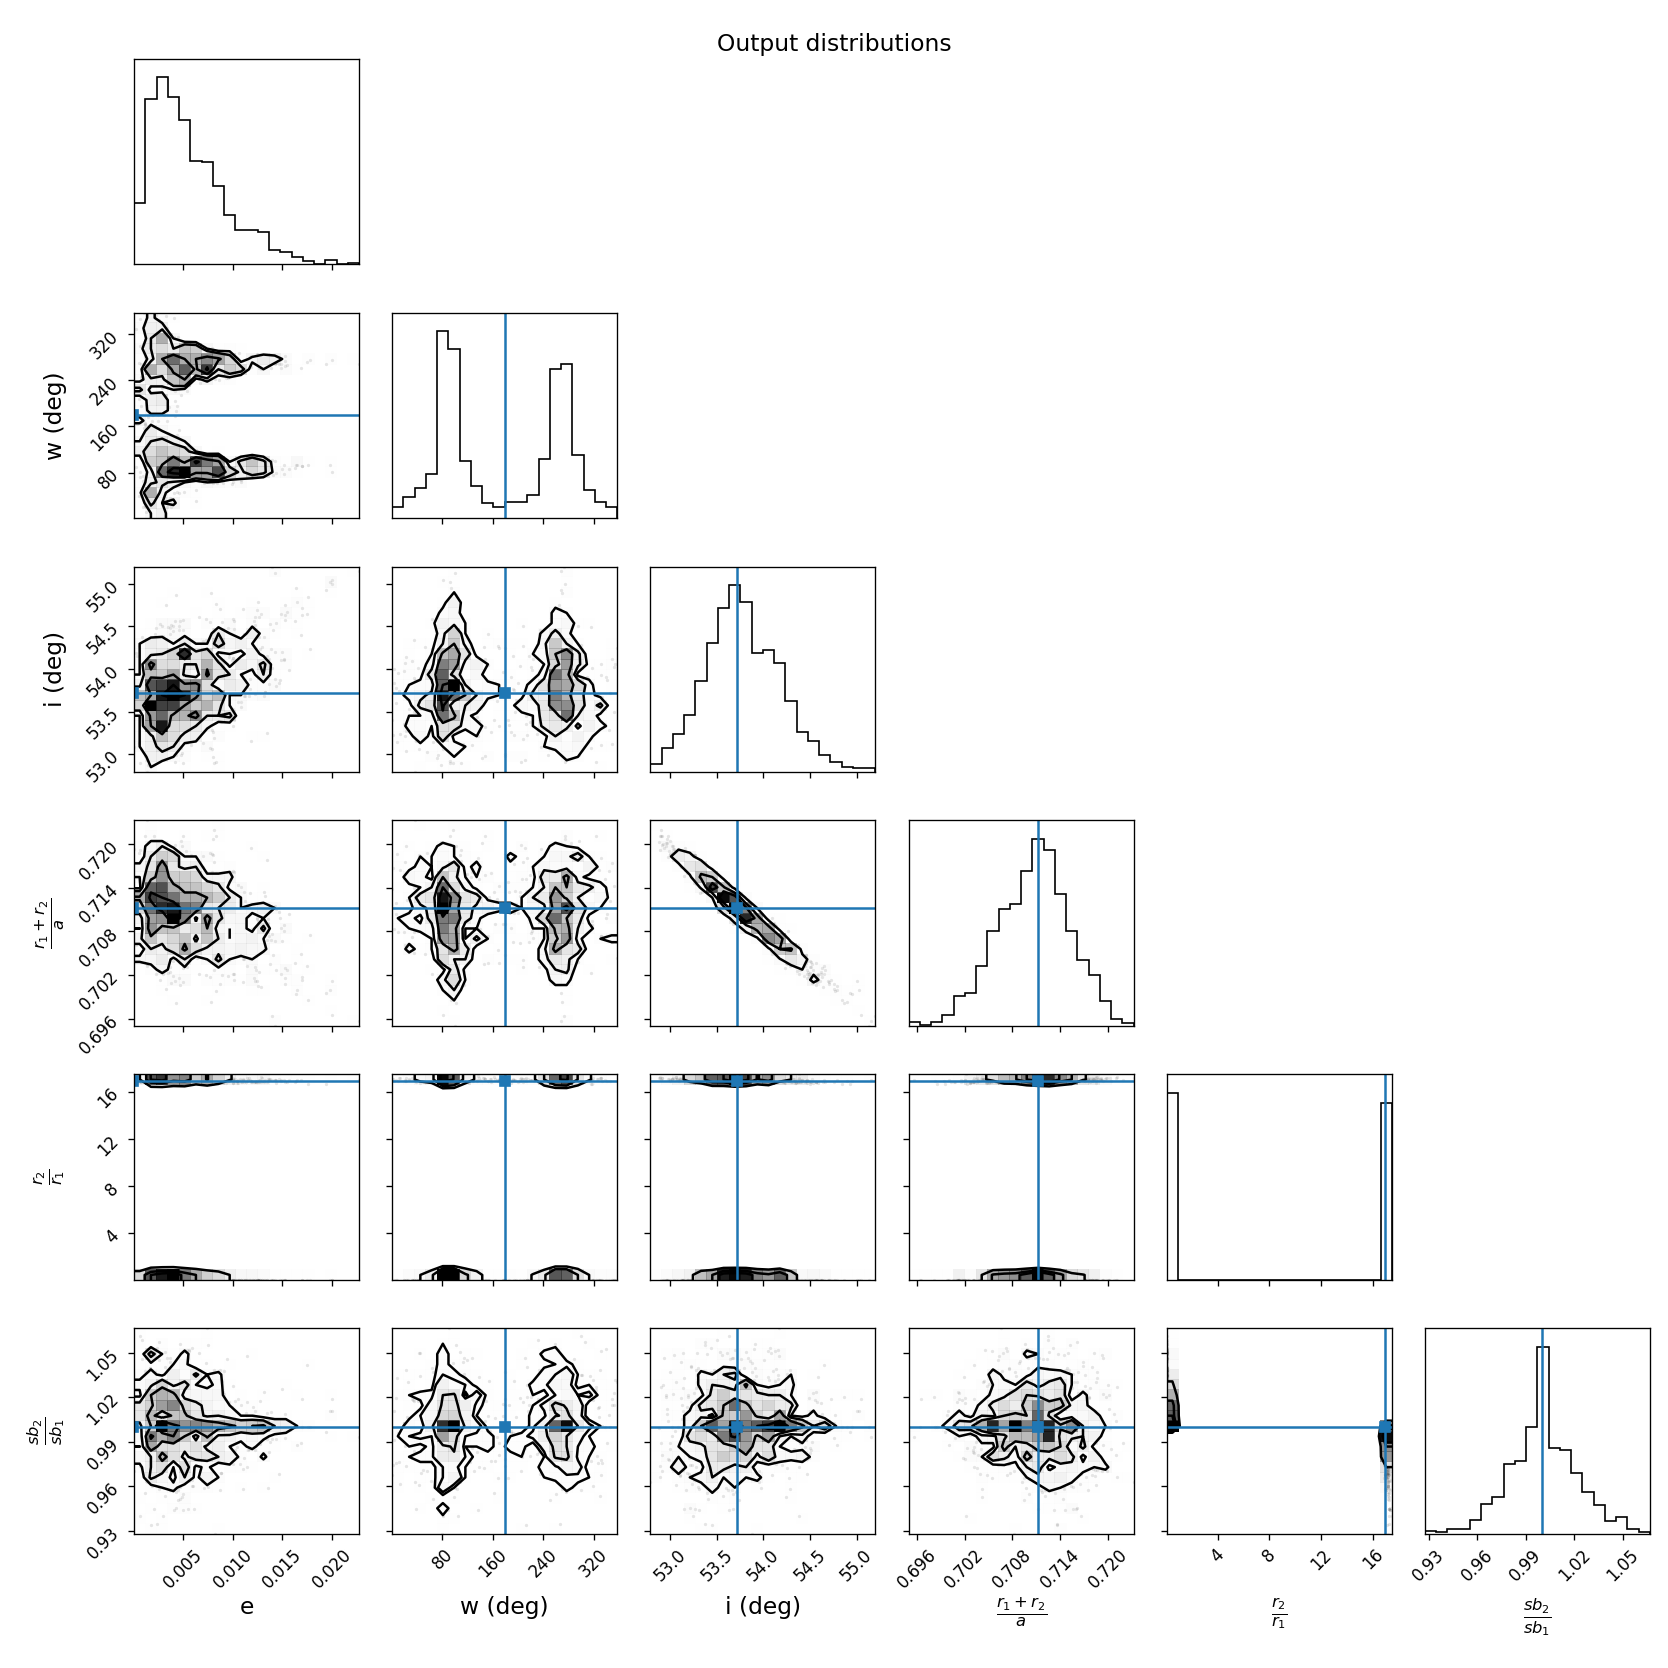 Output distributions
320
240
160
80
w (deg)
55.0
54.5
54.0
53.5
53.0
i (deg)
0.720
0.714
0.708
0.702
0.696
r₁ + r₂
a
16
12
8
4
r₂
r₁
1.05
1.02
0.99
0.96
0.93
sb₂
sb₁
0.005 0.010 0.015 0.020
80 160 240 320
53.0 53.5 54.0 54.5 55.0
0.696 0.702 0.708 0.714 0.720
4 8 12 16
0.93 0.96 0.99 1.02 1.05
e
w (deg)
i (deg)
r₁ + r₂
a
r₂
r₁
sb₂
sb₁